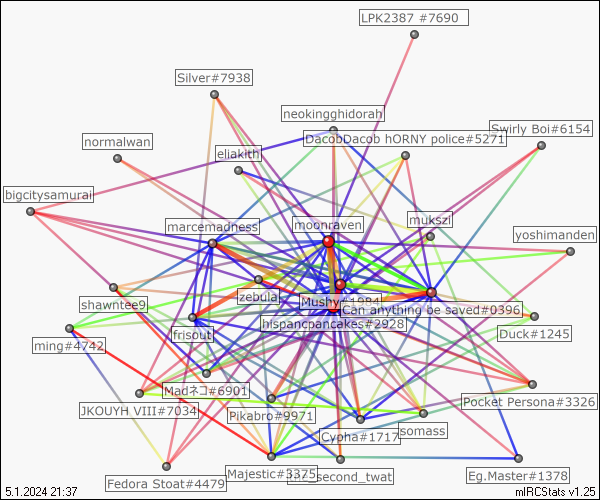 LPK2387 #7690
Silver#7938
neokingghidorah
Swirly Boi#6154
DacobDacob hORNY police#5271
normalwan
eliakith
bigcitysamurai
mukszi
marcemadness
moonraven
yoshimanden
zebula
shawntee9
Mushy#1984
Can anything be saved#0396
hispancpancakes#2928
frisout
Duck#1245
ming#4742
Madネコ#6901
Pocket Persona#3326
JKOUYH VIII#7034
Pikabro#9971
somass
Cypha#1717
Majestic#3375
second_twat
Eg.Master#1378
Fedora Stoat#4479
5.1.2024 21:37
mIRCStats v1.25